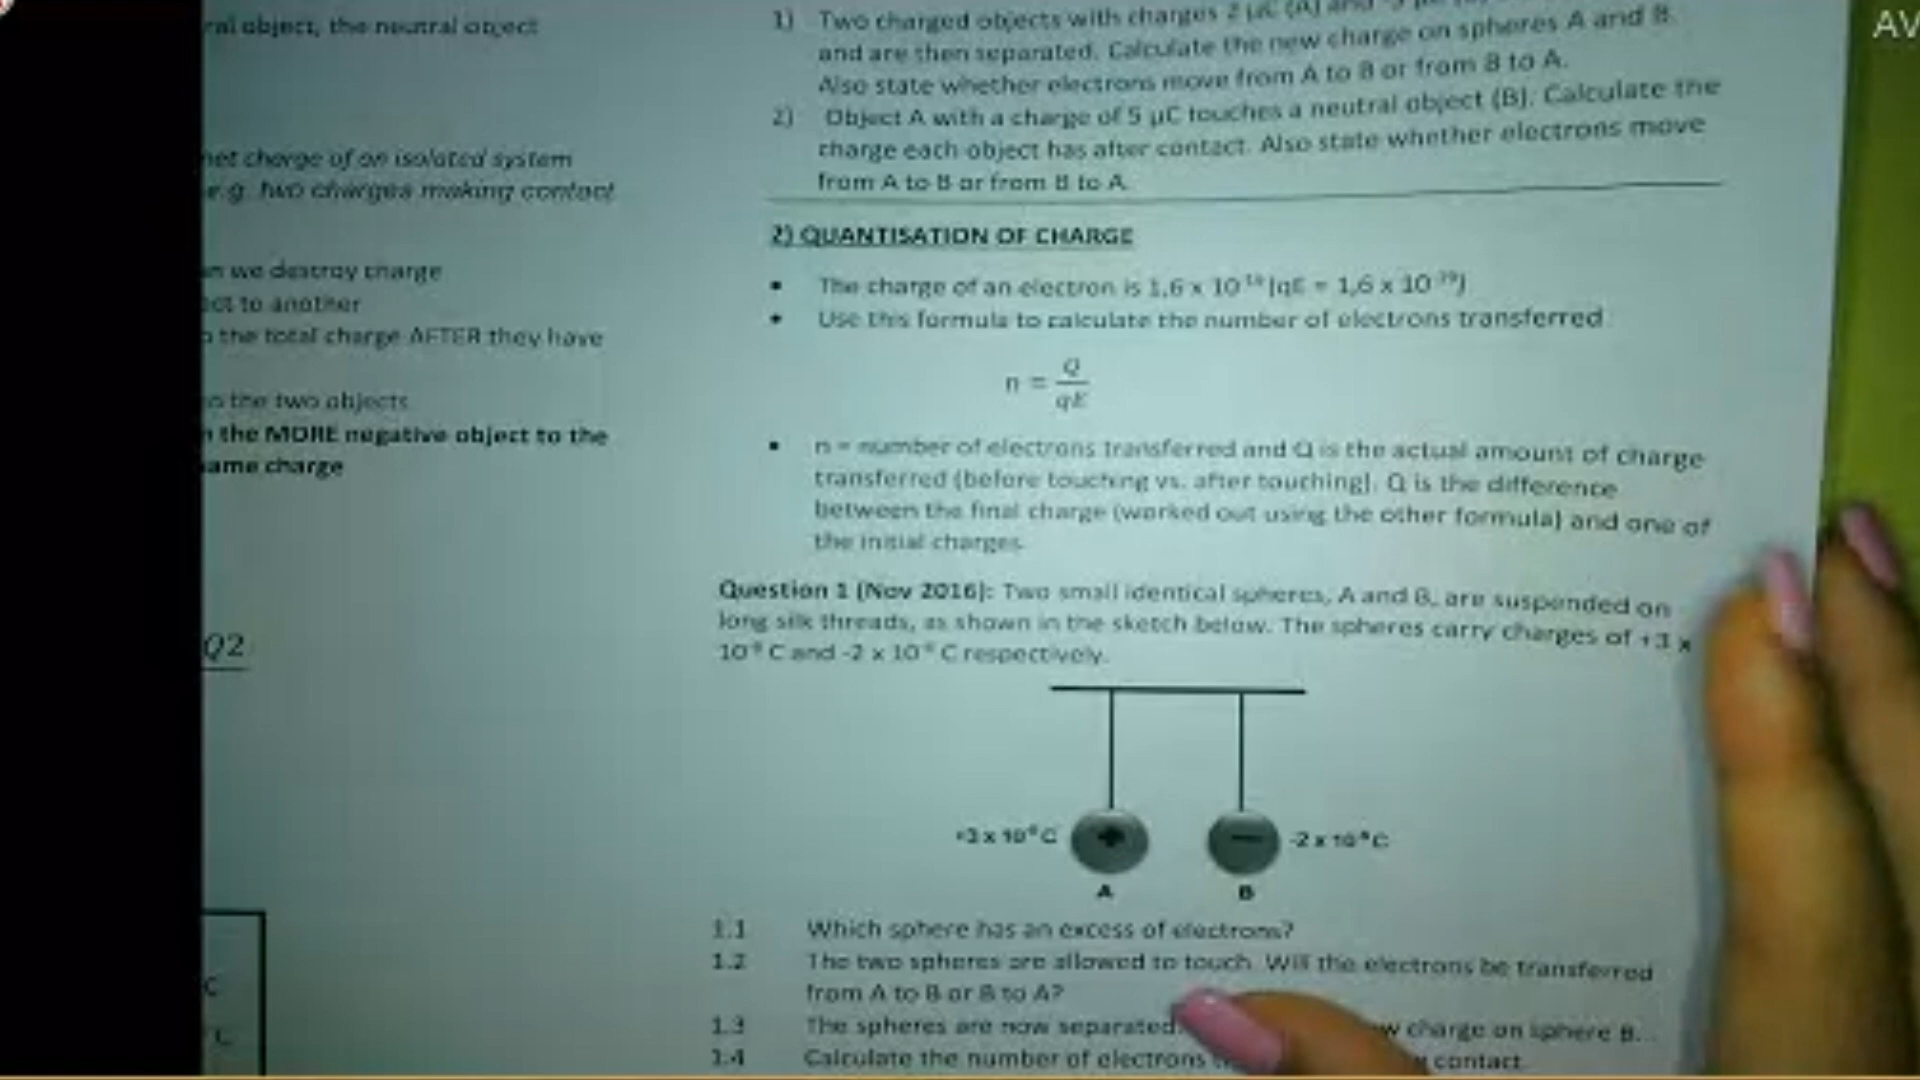 ral object, the neutral object
net charge of an isolated system
e.g. two charges making contact
n we destroy charge
ect to another
o the total charge AFTER they have
n the two objects
n the MORE negative object to the
same charge
Q2
C
C
1) Two charged objects with charges 2 µC (A) and
and are then separated. Calculate the new charge on spheres A and B.
Also state whether electrons move from A to B or from B to A.
2) Object A with a charge of 5 µC touches a neutral object (B). Calculate the
charge each object has after contact. Also state whether electrons move
from A to B or from B to A.
2) QUANTISATION OF CHARGE
• The charge of an electron is 1,6 x 10⁻¹⁹ (qE = 1,6 x 10⁻¹⁹)
• Use this formula to calculate the number of electrons transferred:
n = Q
qE
• n = number of electrons transferred and Q is the actual amount of charge
transferred (before touching vs. after touching). Q is the difference
between the final charge (worked out using the other formula) and one of
the initial charges.
Question 1 (Nov 2016): Two small identical spheres, A and B, are suspended on
long silk threads, as shown in the sketch below. The spheres carry charges of +3 x
C and -2 x C respectively.
+3 x C
-2 x C
A
B
1.1 Which sphere has an excess of electrons?
1.2 The two spheres are allowed to touch. Will the electrons be transferred
from A to B or B to A?
1.3 The spheres are now separated. w charge on sphere B.
1.4 Calculate the number of electrons contact.
AV